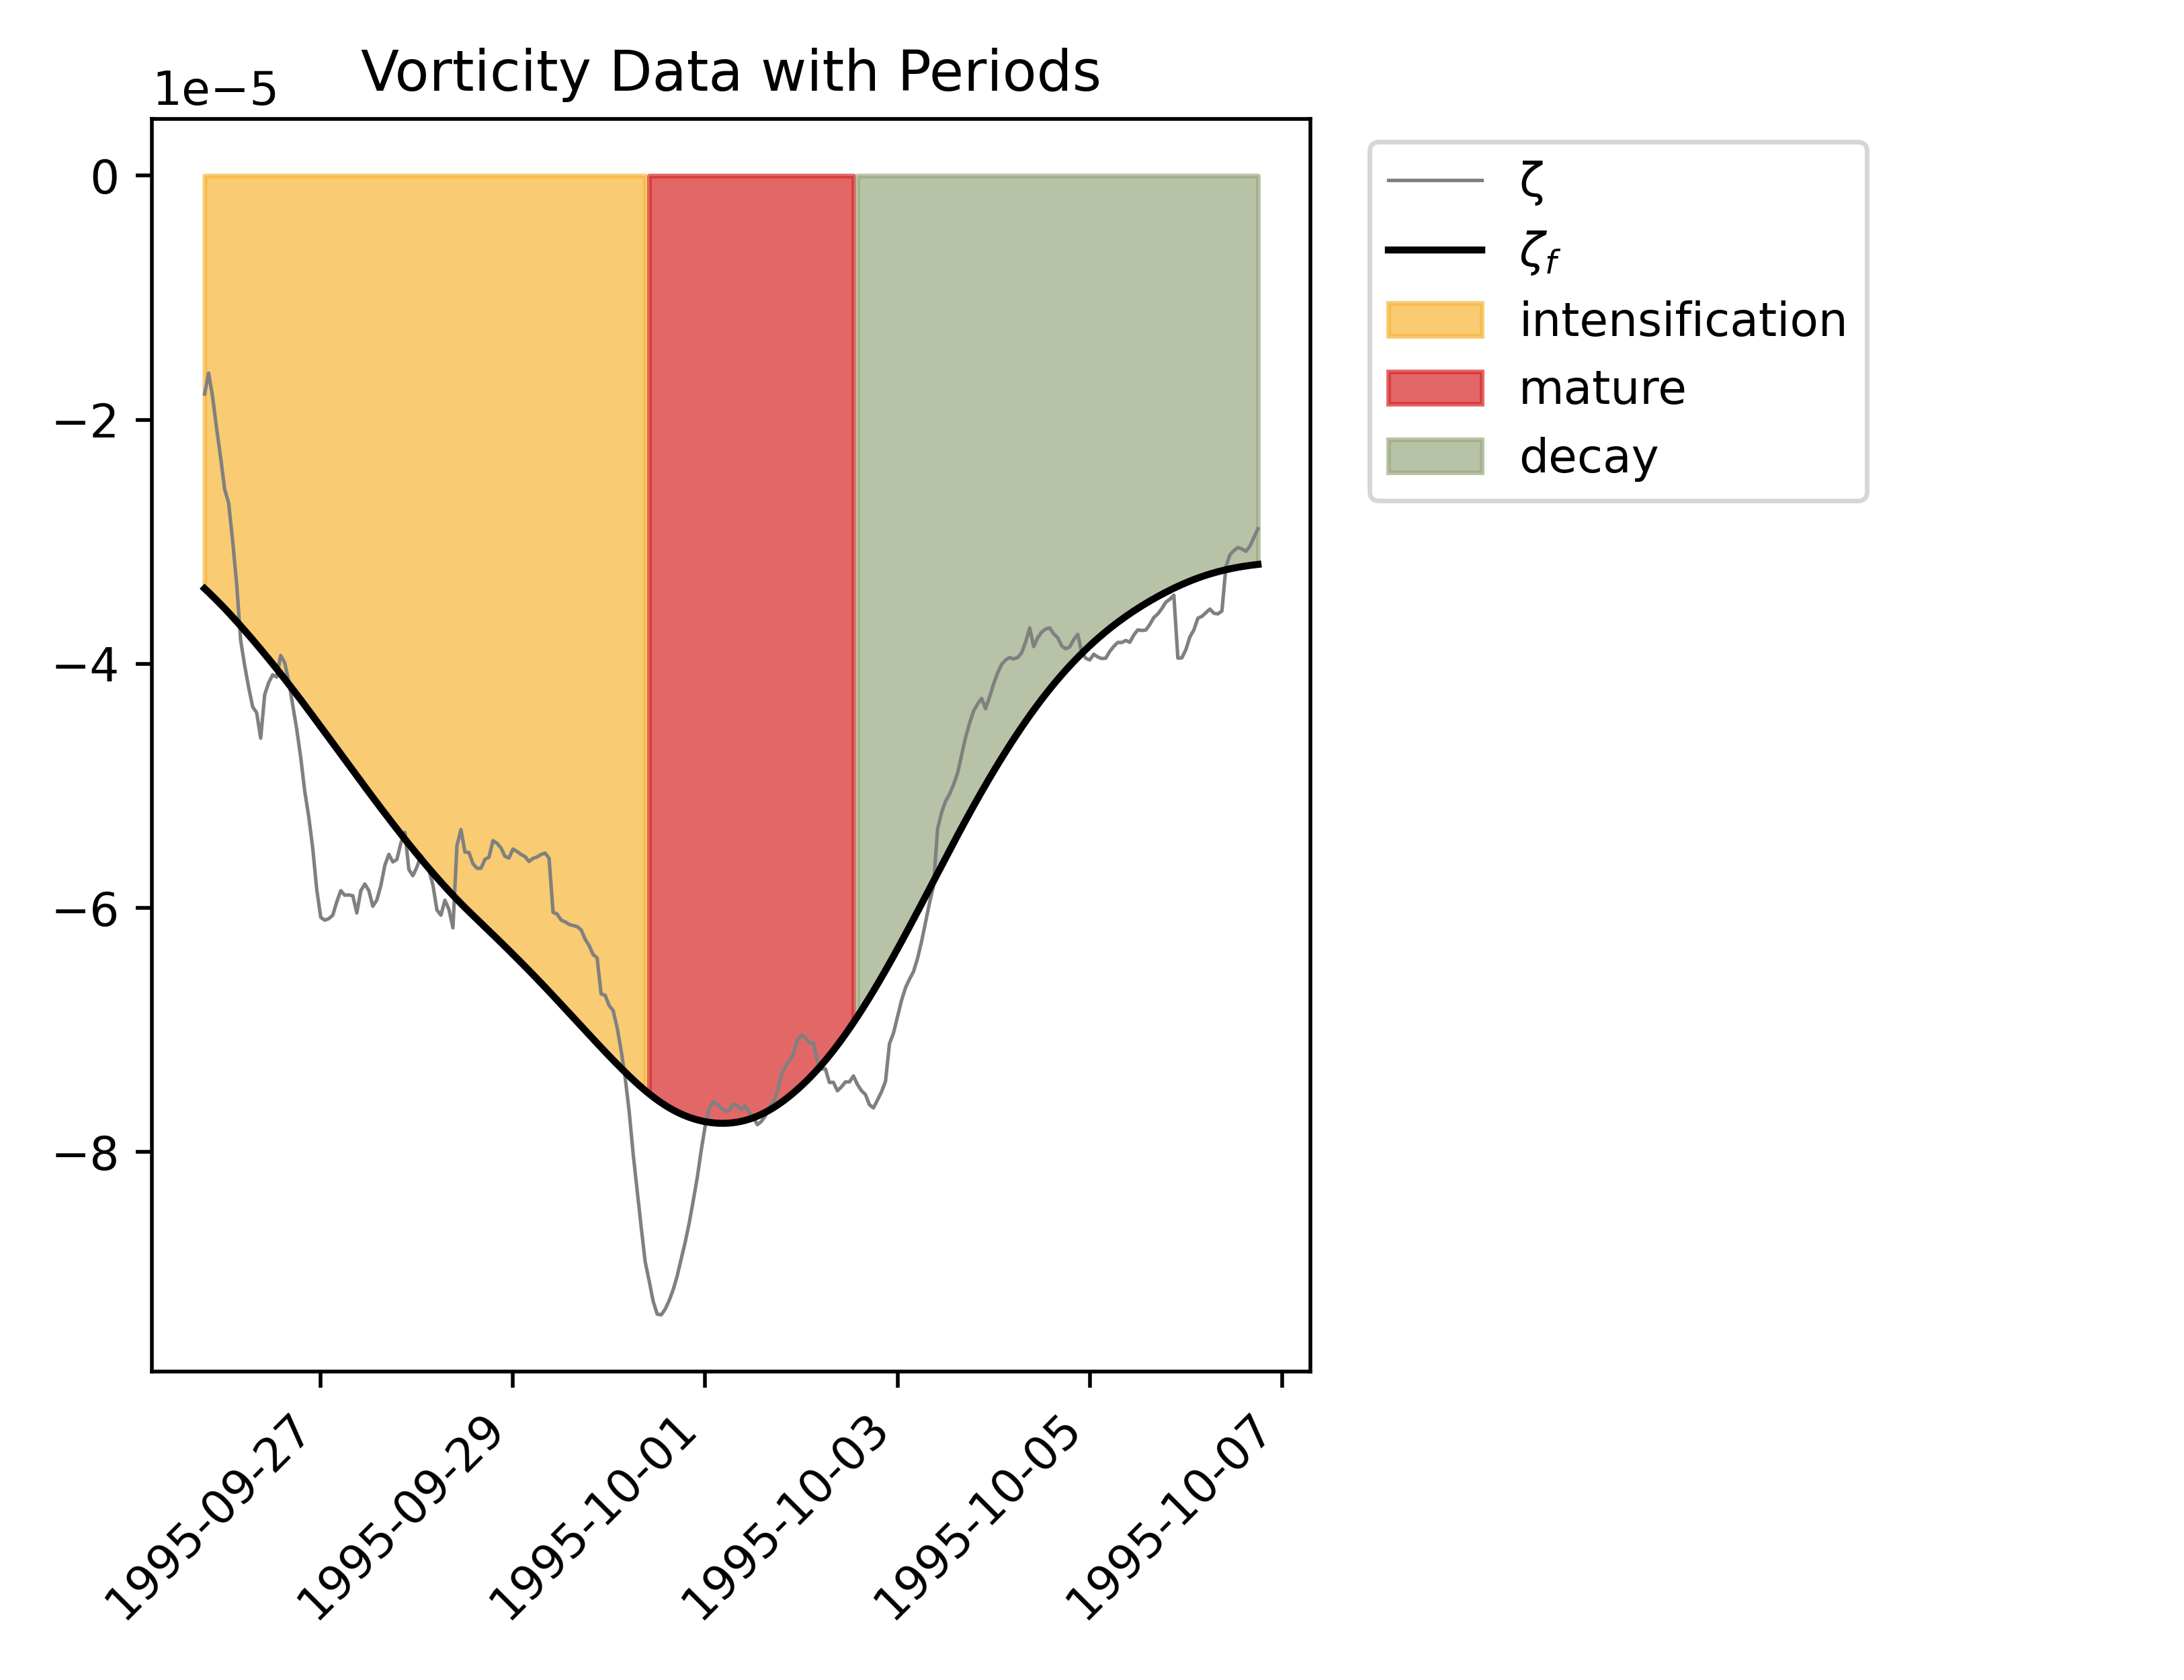 Vorticity Data with Periods
1e−5
0
−2
−4
−6
−8
1995-09-27
1995-09-29
1995-10-01
1995-10-03
1995-10-05
1995-10-07
ζ
ζf
intensification
mature
decay